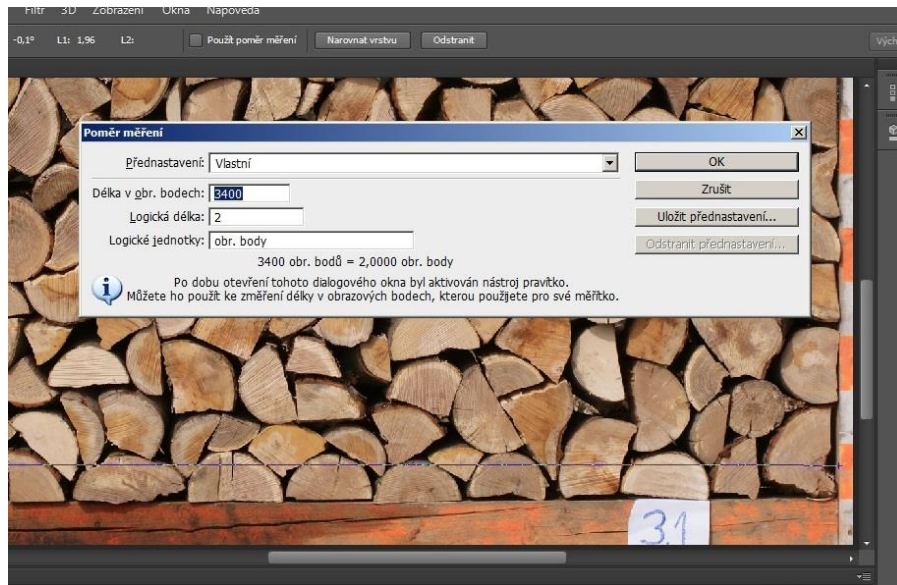 Filtr 3D Zobrazení Okna Nápověda
-0,1° L1: 1,96 L2: Použít poměr měření Narovnat vrstvu Odstranit Vých
Poměr měření
Přednastavení: Vlastní OK
Délka v obr. bodech: 3400 Zrušit
Logická délka: 2 Uložit přednastavení...
Logické jednotky: obr. body Odstranit přednastavení...
3400 obr. bodů = 2,0000 obr. body
Po dobu otevření tohoto dialogového okna byl aktivován nástroj pravítko.
Můžete ho použít ke změření délky v obrazových bodech, kterou použijete pro své měřítko.
3.1